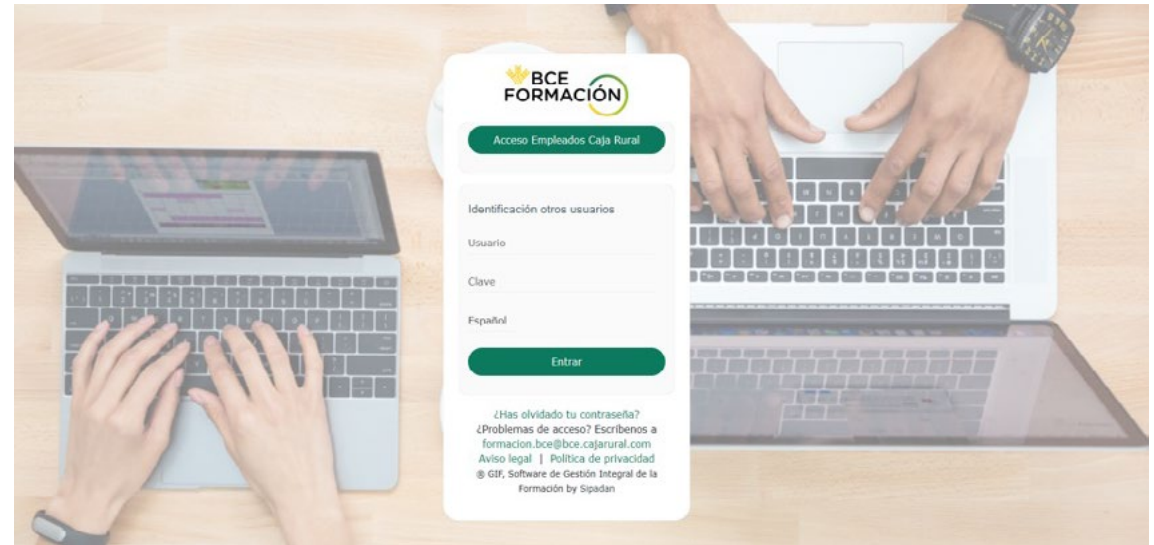 BCE
FORMACIÓN
Acceso Empleados Caja Rural
Identificación otros usuarios
Usuario
Clave
Español
Entrar
¿Has olvidado tu contraseña?
¿Problemas de acceso? Escríbenos a
formacion.bce@bce.cajarural.com
Aviso legal | Política de privacidad
® GIF, Software de Gestión Integral de la
Formación by Sipadan